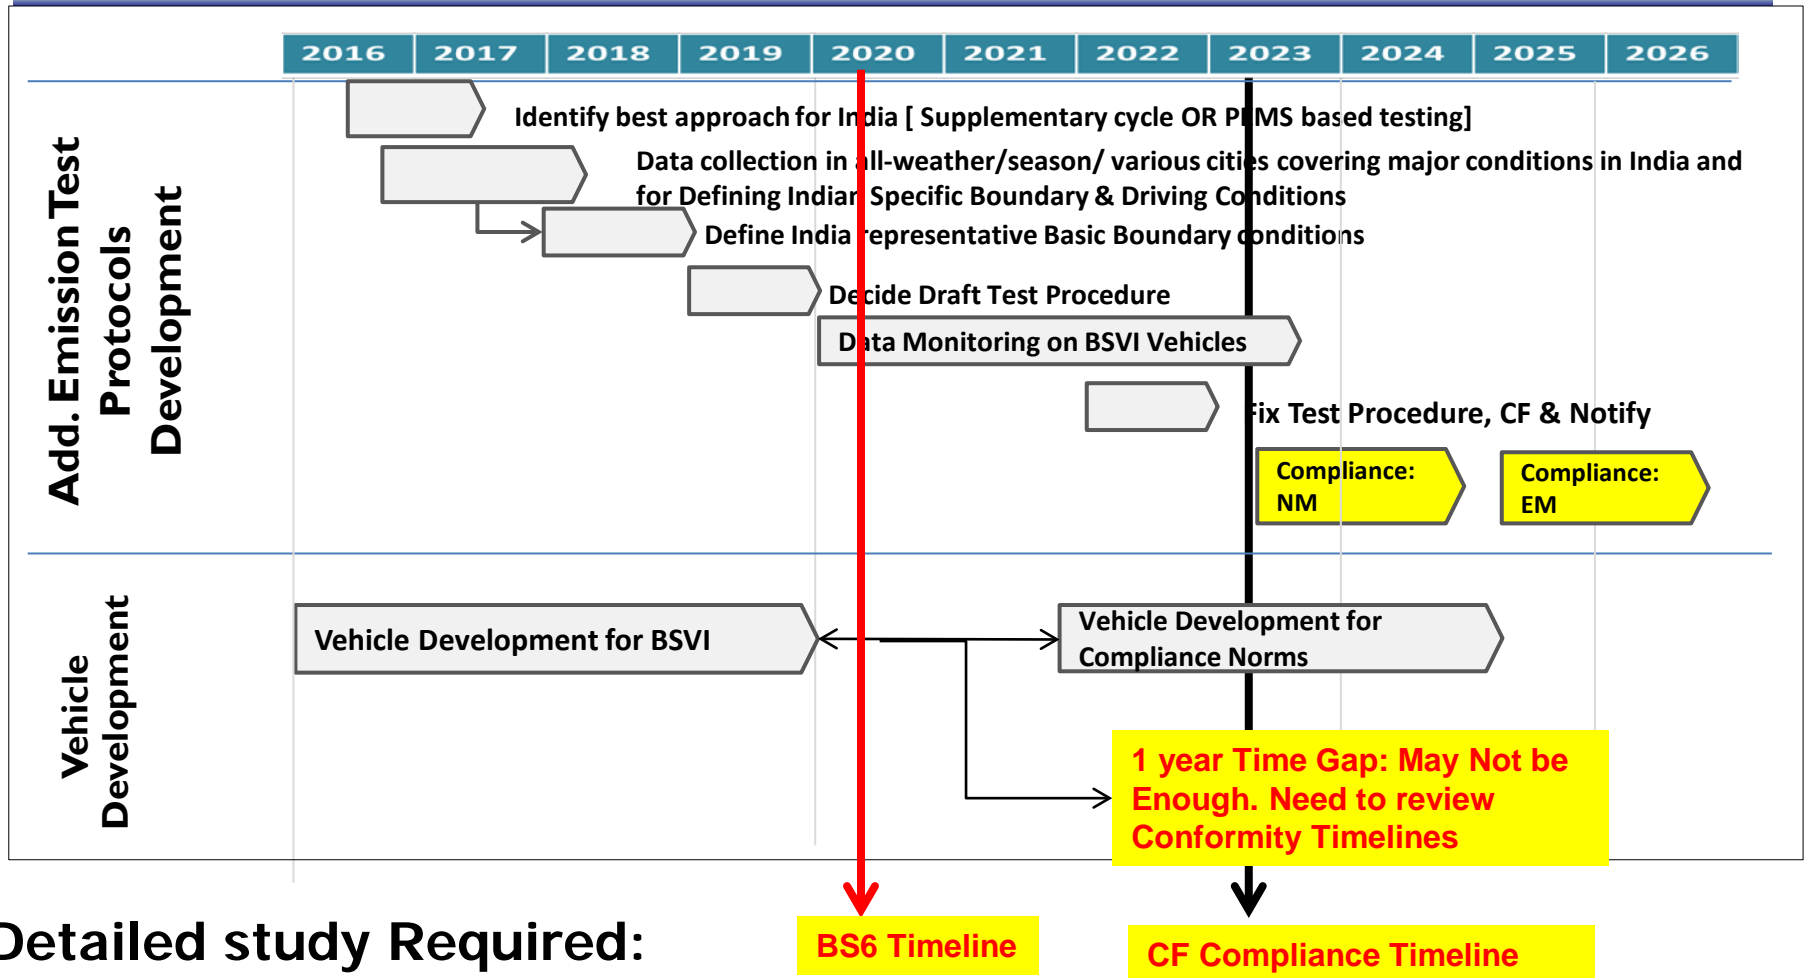 2016 2017 2018 2019 2020 2021 2022 2023 2024 2025 2026
Add. Emission Test
Protocols
Development
Identify best approach for India [ Supplementary cycle OR PEMS based testing]
Data collection in all-weather/season/ various cities covering major conditions in India and
for Defining Indian Specific Boundary & Driving Conditions
Define India representative Basic Boundary conditions
Decide Draft Test Procedure
Data Monitoring on BSVI Vehicles
Fix Test Procedure, CF & Notify
Compliance:
NM
Compliance:
EM
Vehicle
Development
Vehicle Development for BSVI
Vehicle Development for
Compliance Norms
1 year Time Gap: May Not be
Enough. Need to review
Conformity Timelines
Detailed study Required:
BS6 Timeline
CF Compliance Timeline